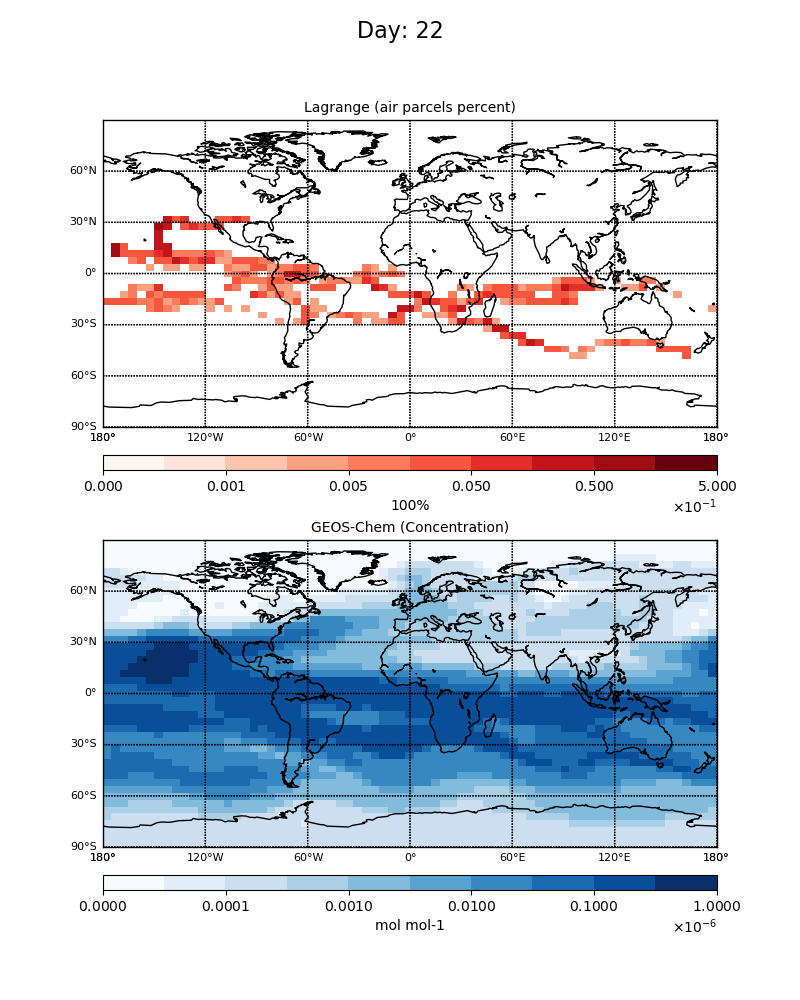 Day: 22
Lagrange (air parcels percent)
60°N
30°N
0°
30°S
60°S
90°S
180° 120°W 60°W 0° 60°E 120°E 180°
0.000 0.001 0.005 0.050 0.500 5.000
100% ×10⁻¹
GEOS-Chem (Concentration)
60°N
30°N
0°
30°S
60°S
90°S
180° 120°W 60°W 0° 60°E 120°E 180°
0.0000 0.0001 0.0010 0.0100 0.1000 1.0000
mol mol-1 ×10⁻⁶